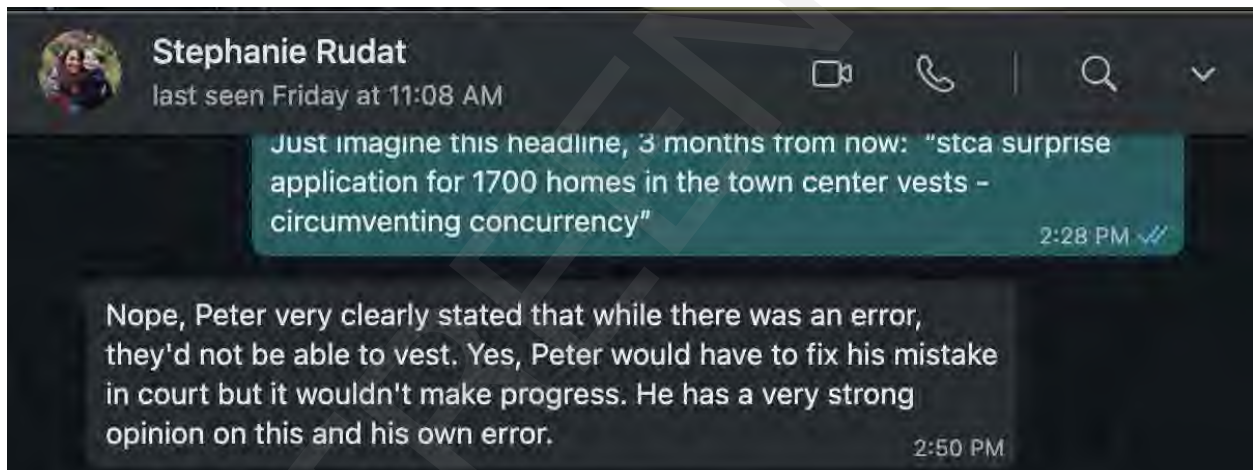 Stephanie Rudat
last seen Friday at 11:08 AM
Just imagine this headline, 3 months from now: "stca surprise
application for 1700 homes in the town center vests -
circumventing concurrency"
2:28 PM
Nope, Peter very clearly stated that while there was an error,
they'd not be able to vest. Yes, Peter would have to fix his mistake
in court but it wouldn't make progress. He has a very strong
opinion on this and his own error.
2:50 PM